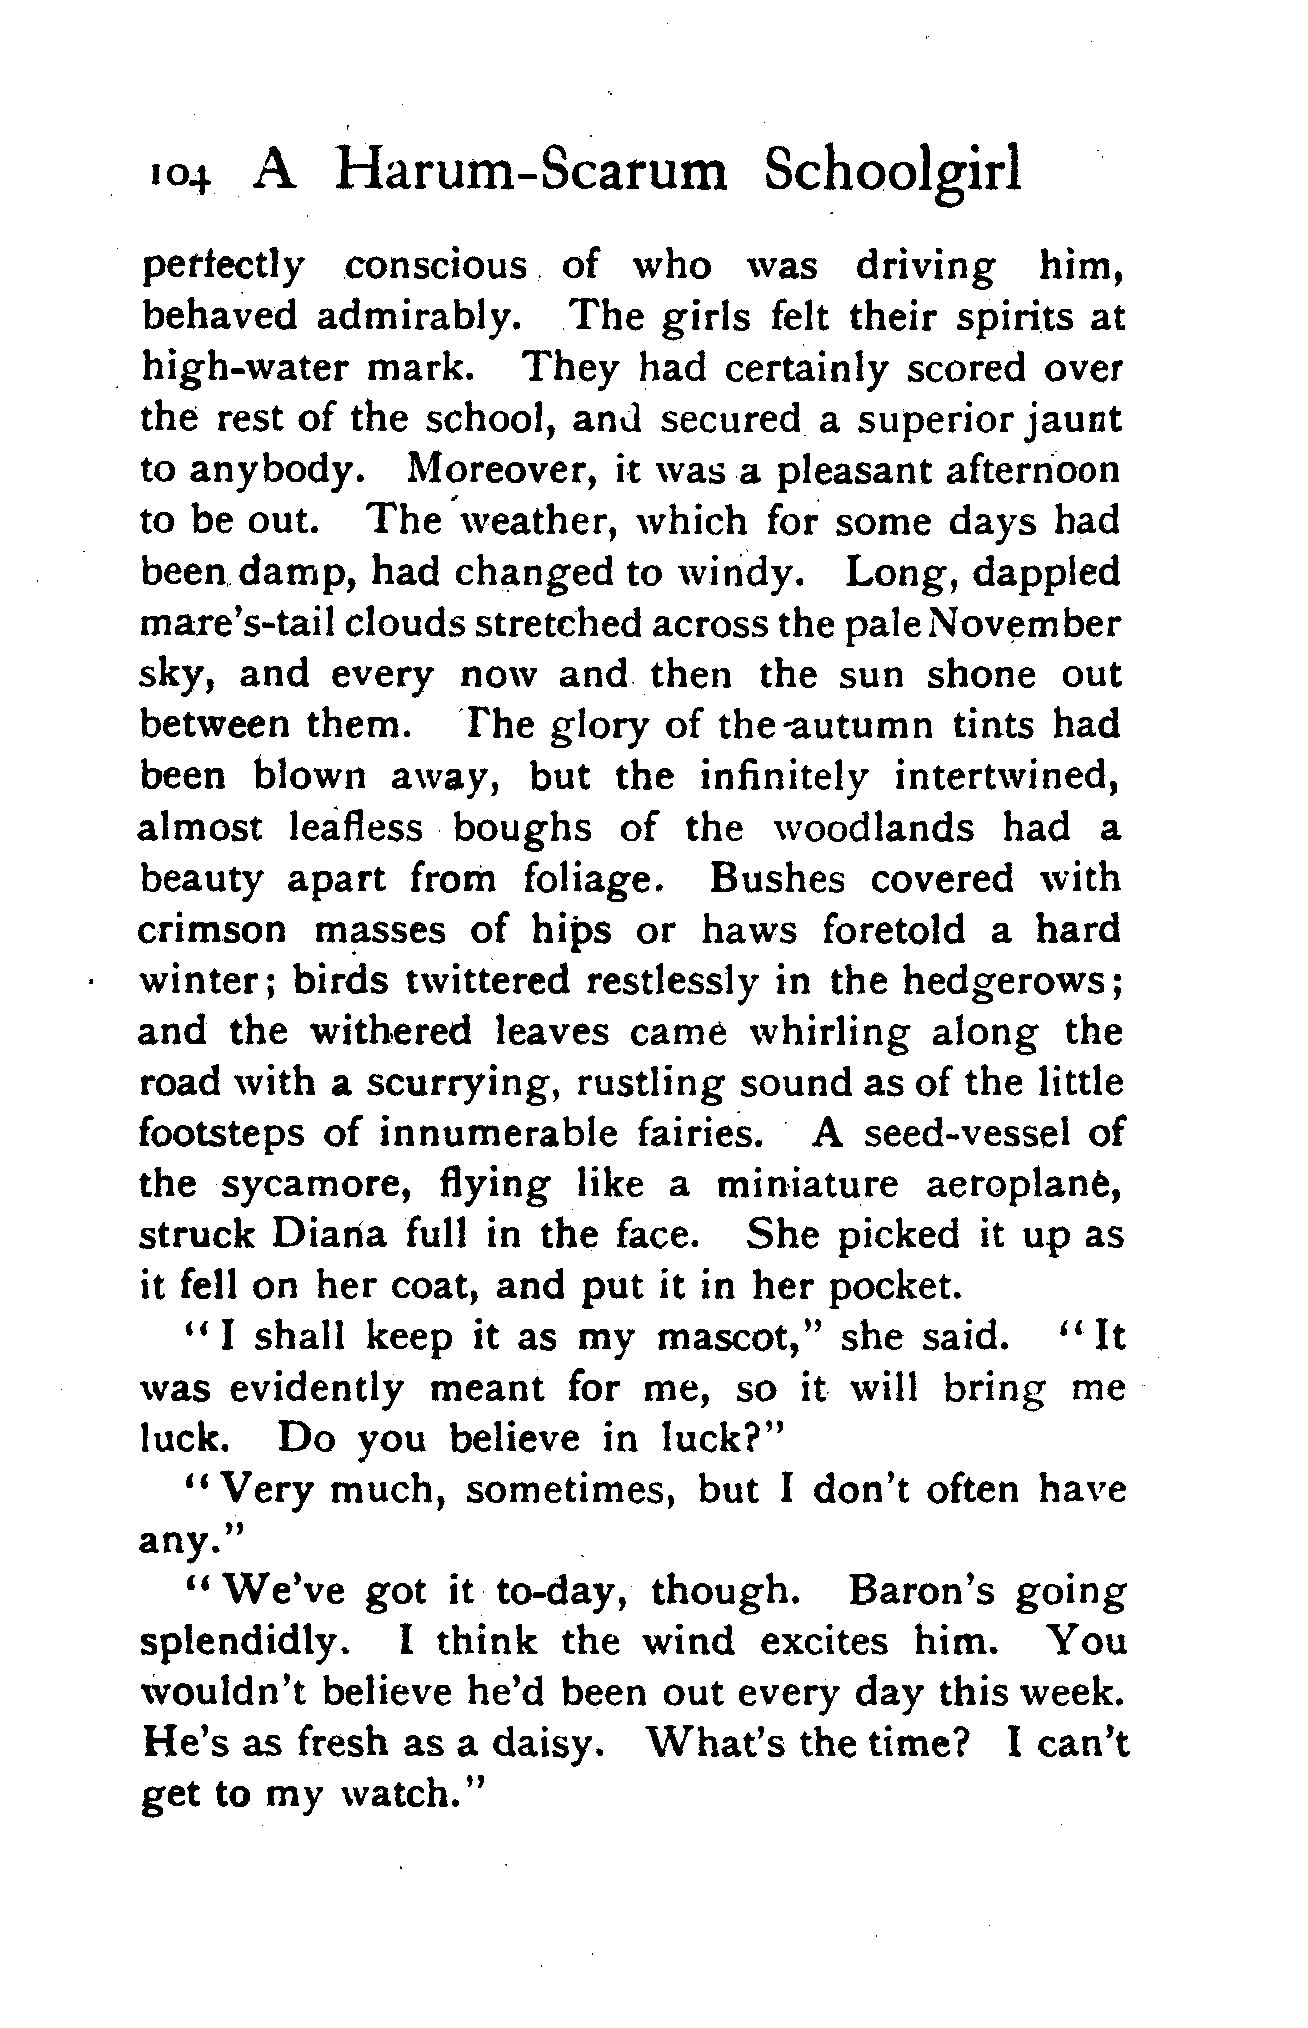 104 A Harum-Scarum Schoolgirl
perfectly conscious of who was driving him,
behaved admirably. The girls felt their spirits at
high-water mark. They had certainly scored over
the rest of the school, and secured a superior jaunt
to anybody. Moreover, it was a pleasant afternoon
to be out. The weather, which for some days had
been damp, had changed to windy. Long, dappled
mare's-tail clouds stretched across the pale November
sky, and every now and then the sun shone out
between them. The glory of the autumn tints had
been blown away, but the infinitely intertwined,
almost leafless boughs of the woodlands had a
beauty apart from foliage. Bushes covered with
crimson masses of hips or haws foretold a hard
winter; birds twittered restlessly in the hedgerows;
and the withered leaves came whirling along the
road with a scurrying, rustling sound as of the little
footsteps of innumerable fairies. A seed-vessel of
the sycamore, flying like a miniature aeroplane,
struck Diana full in the face. She picked it up as
it fell on her coat, and put it in her pocket.
"I shall keep it as my mascot," she said. "It
was evidently meant for me, so it will bring me
luck. Do you believe in luck?"
"Very much, sometimes, but I don't often have
any."
"We've got it to-day, though. Baron's going
splendidly. I think the wind excites him. You
wouldn't believe he'd been out every day this week.
He's as fresh as a daisy. What's the time? I can't
get to my watch."